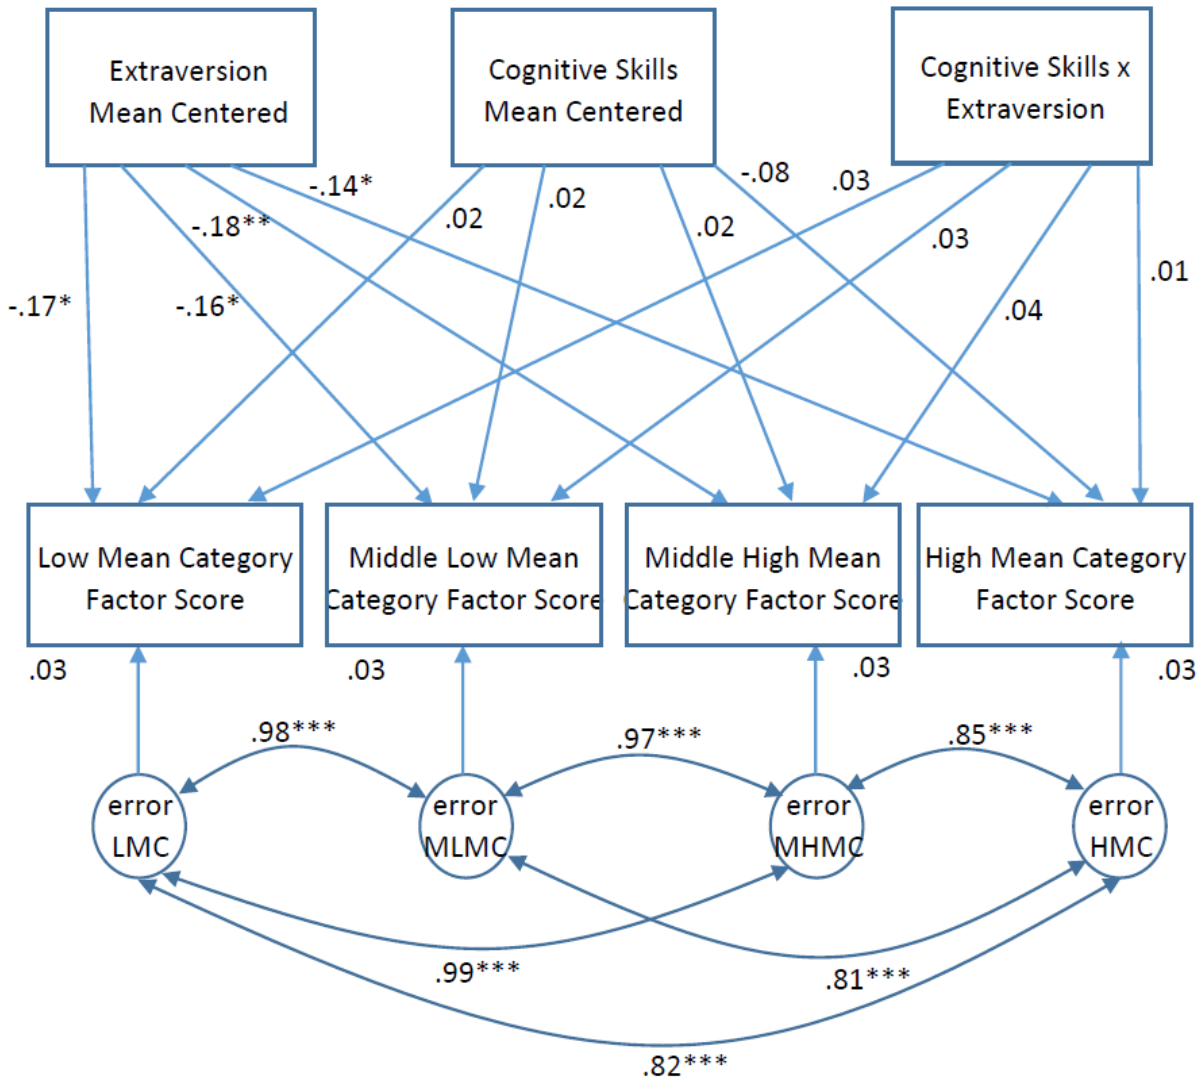 Extraversion
Mean Centered
Cognitive Skills
Mean Centered
Cognitive Skills x
Extraversion
-.14*
-.08
.03
-.18**
.02
.02
.02
.03
.01
-.17*
-.16*
.04
Low Mean Category
Factor Score
Middle Low Mean
Category Factor Score
Middle High Mean
Category Factor Score
High Mean Category
Factor Score
.03
.03
.03
.03
.98***
.97***
.85***
error
LMC
error
MLMC
error
MHMC
error
HMC
.99***
.81***
.82***